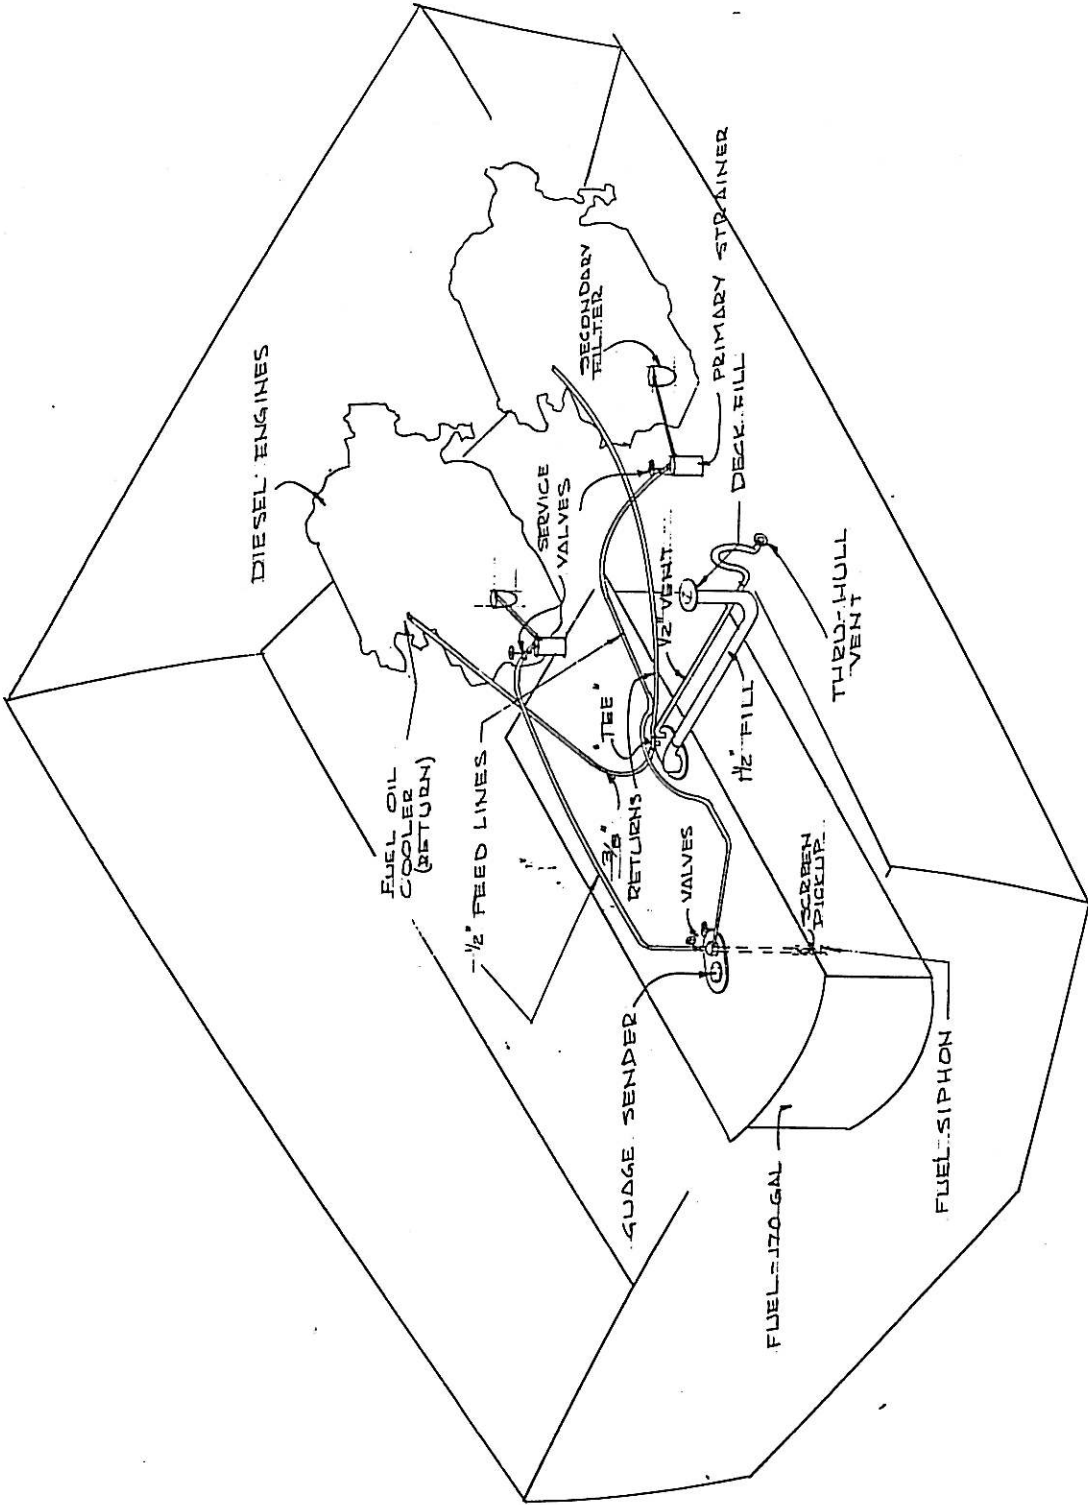 DIESEL ENGINES
FUEL OIL
COOLER
(RETURN)
1/2" FEED LINES
SERVICE
VALVES
SECONDARY
FILTER
PRIMARY STRAINER
DECK FILL
1/2" VENT
THRU-HULL
VENT
1 1/2" FILL
"TEE"
3/8"
RETURNS
VALVES
SCREEN
PICKUP
GUAGE SENDER
FUEL=170 GAL
FUEL SIPHON